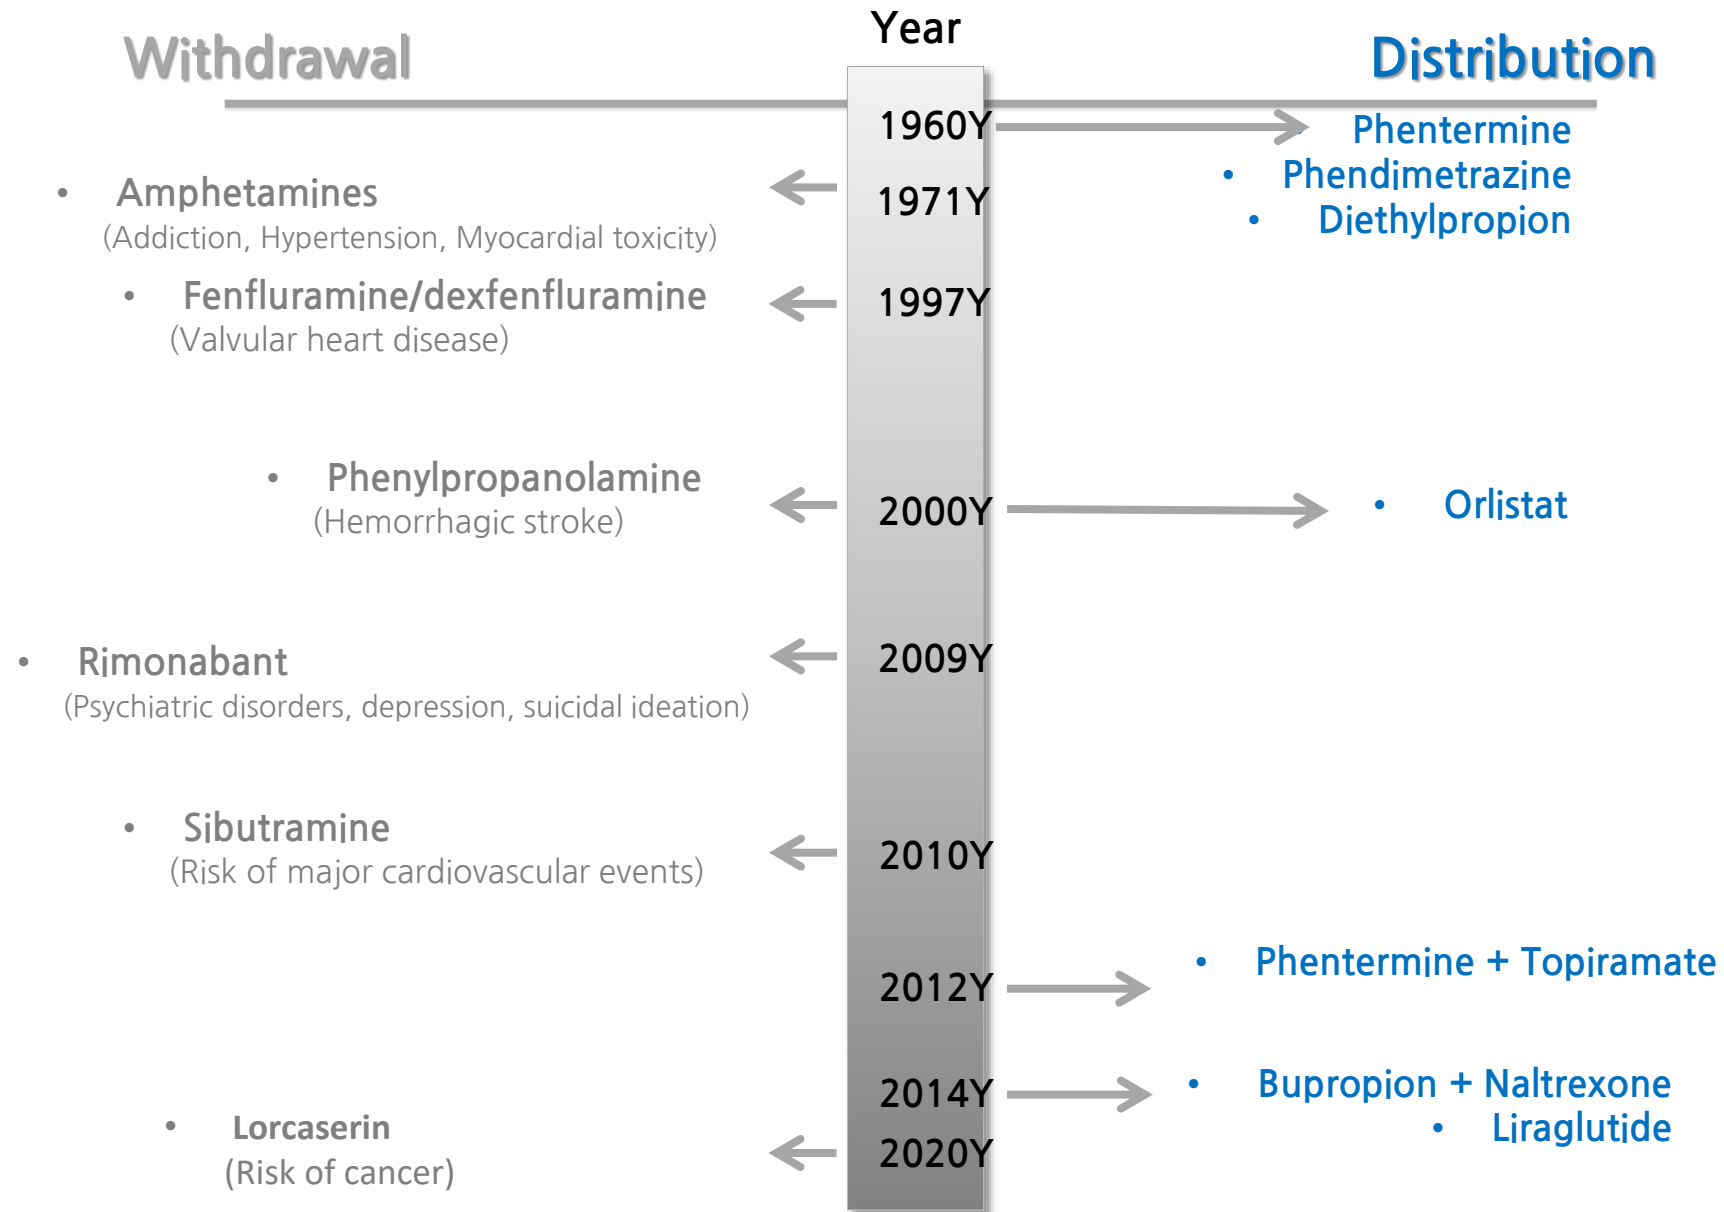 Year
Withdrawal
Distribution
1960Y
• Phentermine
• Phendimetrazine
• Diethylpropion
1971Y
• Amphetamines
(Addiction, Hypertension, Myocardial toxicity)
1997Y
• Fenfluramine/dexfenfluramine
(Valvular heart disease)
• Phenylpropanolamine
(Hemorrhagic stroke)
2000Y
• Orlistat
2009Y
• Rimonabant
(Psychiatric disorders, depression, suicidal ideation)
• Sibutramine
(Risk of major cardiovascular events)
2010Y
• Phentermine + Topiramate
2012Y
2014Y
• Bupropion + Naltrexone
• Liraglutide
• Lorcaserin
(Risk of cancer)
2020Y